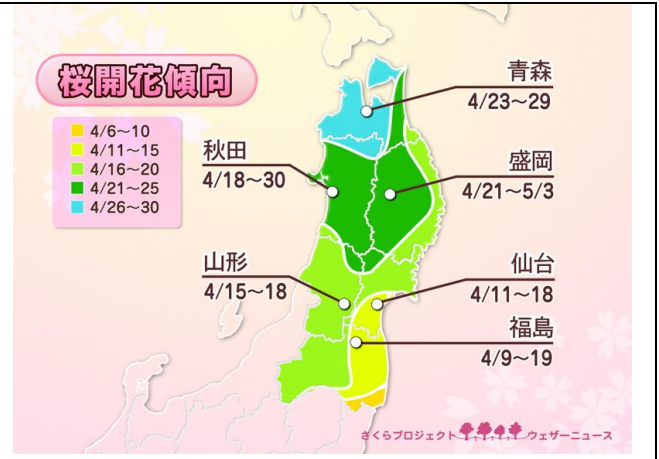 桜開花傾向
4/6～10
4/11～15
4/16～20
4/21～25
4/26～30
青森
4/23～29
秋田
4/18～30
盛岡
4/21～5/3
山形
4/15～18
仙台
4/11～18
福島
4/9～19
さくらプロジェクト ウェザーニュース